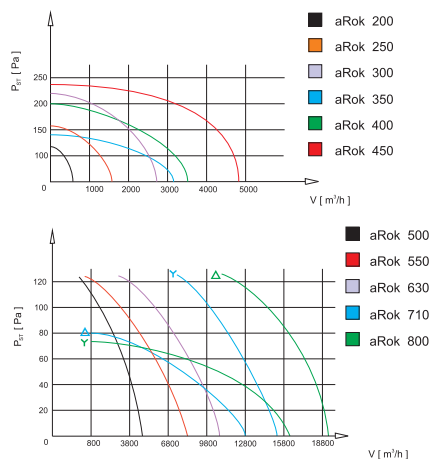 aRok 200
aRok 250
aRok 300
aRok 350
aRok 400
aRok 450
P_ST [ Pa ]
250
200
150
100
0
1000
2000
3000
4000
5000
V [ m³/h ]
aRok 500
aRok 550
aRok 630
aRok 710
aRok 800
P_ST [ Pa ]
120
100
80
60
40
20
0
0
800
3800
6800
9800
12800
15800
18800
Y
Y
V [ m³/h ]